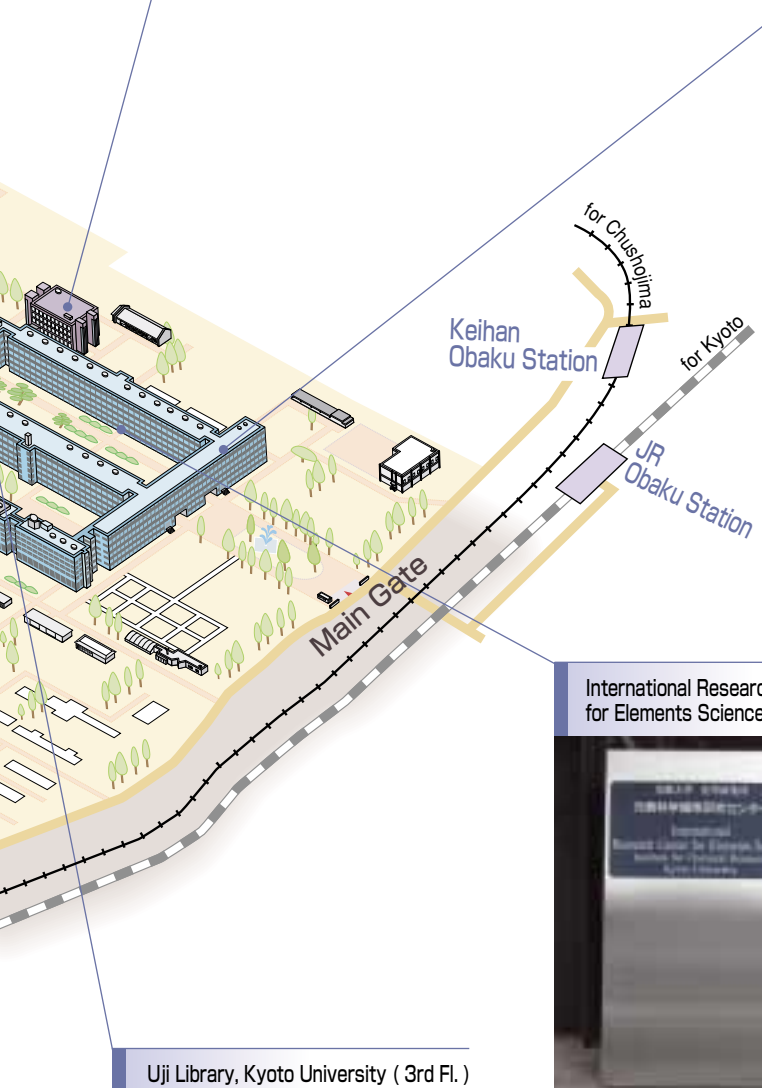 for Chushojima
Keihan
Obaku Station
for Kyoto
JR
Obaku Station
Main Gate
International
for Elements Science
International
Uji Library, Kyoto University ( 3rd Fl. )